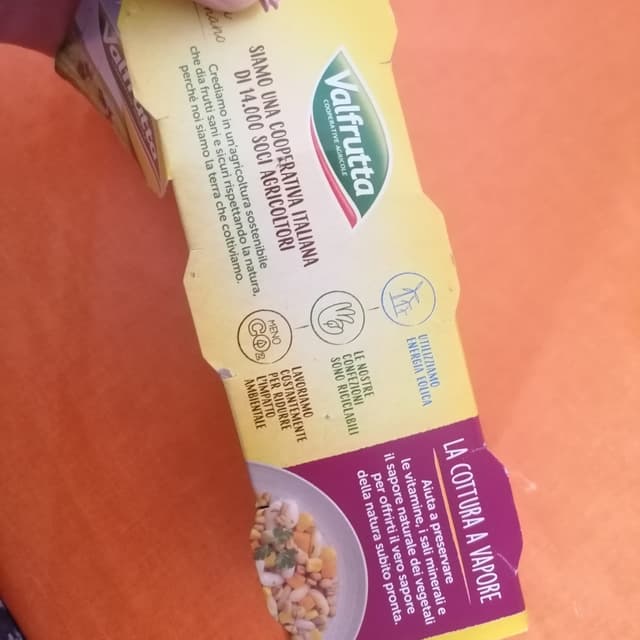 Valfrutta
COOPERATIVE AGRICOLE
SIAMO UNA COOPERATIVA ITALIANA
DI 14.000 SOCI AGRICOLTORI
Crediamo in un'agricoltura sostenibile
che dia frutti sani e sicuri rispettando la natura,
perché noi siamo la terra che coltiviamo.
UTILIZZIAMO
ENERGIA EOLICA
LE NOSTRE
CONFEZIONI
SONO RICICLABILI
MENO
CO2
LAVORIAMO
COSTANTEMENTE
PER RIDURRE
L'IMPATTO
AMBIENTALE
LA COTTURA A VAPORE
Aiuta a preservare
le vitamine, i sali minerali e
il sapore naturale dei vegetali
per offrirti il vero sapore
della natura subito pronta.
Valfrutta